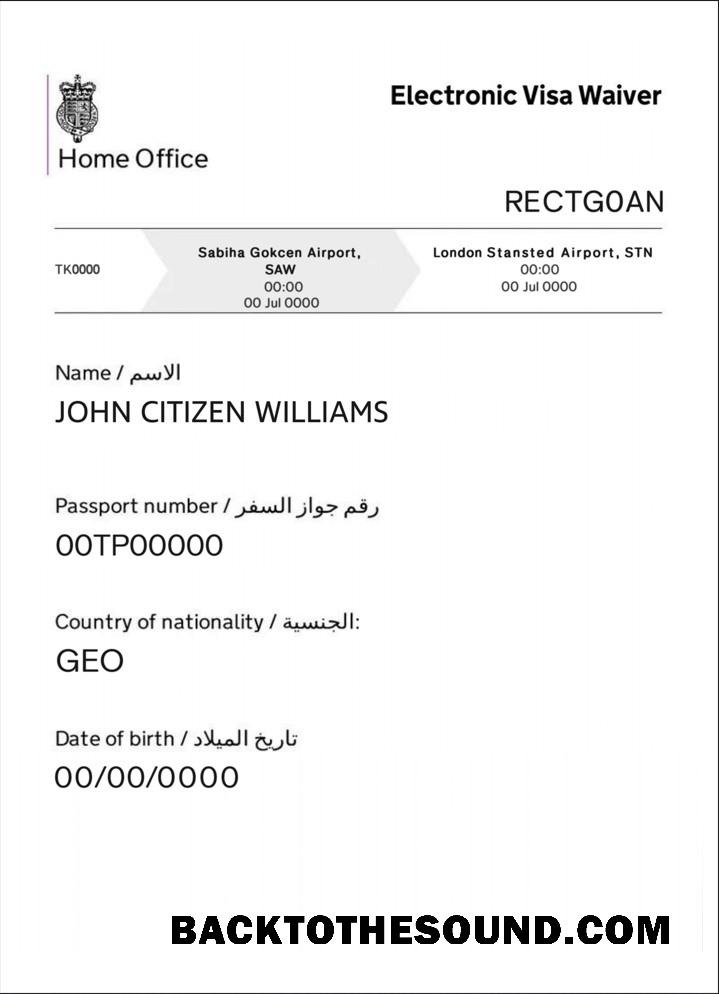 Electronic Visa Waiver
Home Office
RECTG0AN
TK0000
Sabiha Gokcen Airport,
SAW
00:00
00 Jul 0000
London Stansted Airport, STN
00:00
00 Jul 0000
Name / الاسم
JOHN CITIZEN WILLIAMS
Passport number / رقم جواز السفر
00TP00000
Country of nationality / الجنسية:
GEO
Date of birth / تاريخ الميلاد
00/00/0000
BACKTOTHESOUND.COM